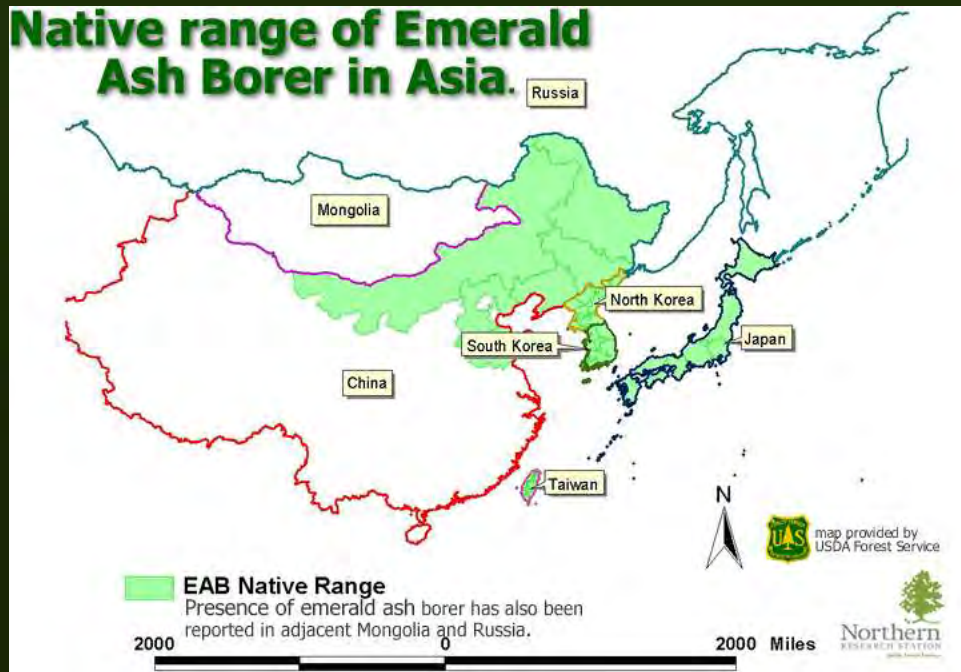 Native range of Emerald
Ash Borer in Asia.
Russia
Mongolia
North Korea
South Korea
Japan
China
Taiwan
N
UAS
map provided by
USDA Forest Service
EAB Native Range
Presence of emerald ash borer has also been
reported in adjacent Mongolia and Russia.
2000 0 2000 Miles
Northern
RESEARCH STATION